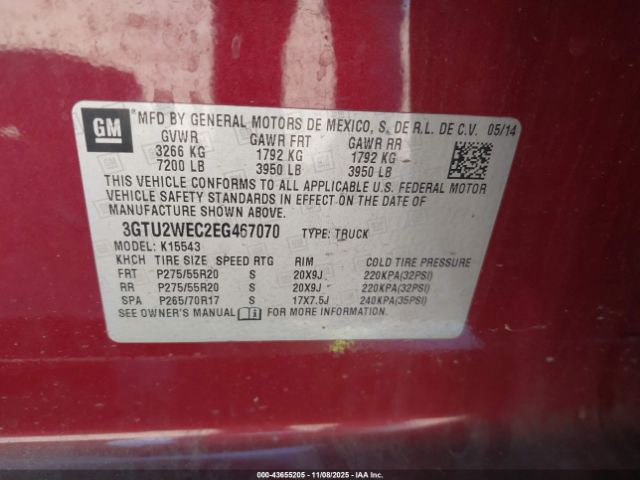 GM
MFD BY GENERAL MOTORS DE MEXICO, S. DE R.L. DE C.V. 05/14
GVWR GAWR FRT GAWR RR
3266 KG 1792 KG 1792 KG
7200 LB 3950 LB 3950 LB
THIS VEHICLE CONFORMS TO ALL APPLICABLE U.S. FEDERAL MOTOR
VEHICLE SAFETY STANDARDS IN EFFECT ON THE DATE OF
MANUFACTURE SHOWN ABOVE.
3GTU2WEC2EG467070 TYPE: TRUCK
MODEL: K15543
KHCH TIRE SIZE SPEED RTG RIM COLD TIRE PRESSURE
FRT P275/55R20 S 20X9J 220KPA(32PSI)
RR P275/55R20 S 20X9J 220KPA(32PSI)
SPA P265/70R17 S 17X7.5J 240KPA(35PSI)
SEE OWNER'S MANUAL FOR MORE INFORMATION.
000-43655205 - 11/08/2025 - IAAI.COM